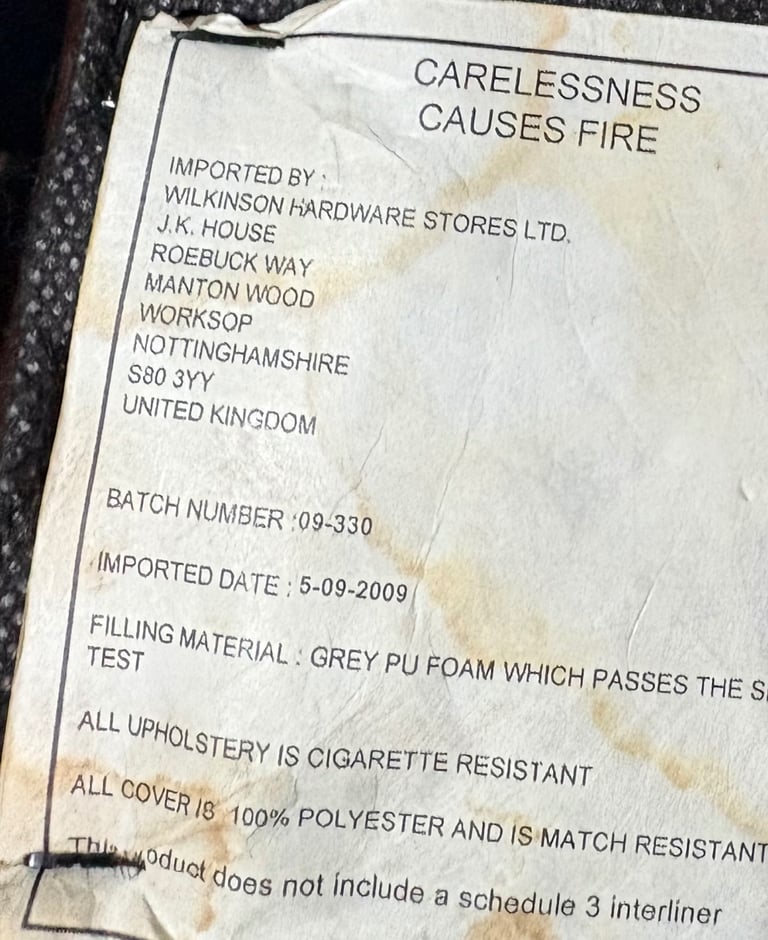 CARELESSNESS
CAUSES FIRE
IMPORTED BY :
WILKINSON HARDWARE STORES LTD.
J.K. HOUSE
ROEBUCK WAY
MANTON WOOD
WORKSOP
NOTTINGHAMSHIRE
S80 3YY
UNITED KINGDOM
BATCH NUMBER :09-330
IMPORTED DATE : 5-09-2009
FILLING MATERIAL : GREY PU FOAM WHICH PASSES THE
TEST
ALL UPHOLSTERY IS CIGARETTE RESISTANT
ALL COVER IS 100% POLYESTER AND IS MATCH RESISTANT
This product does not include a schedule 3 interliner